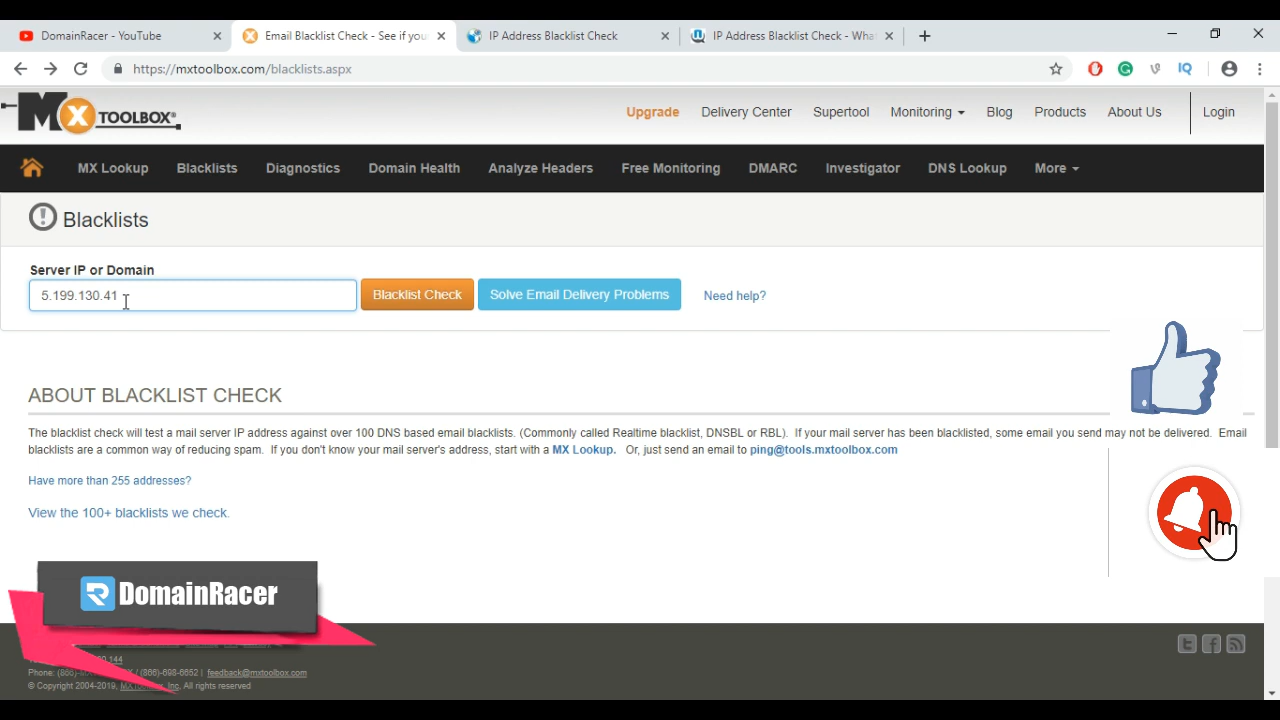 DomainRacer - YouTube
Email Blacklist Check - See if you
IP Address Blacklist Check
IP Address Blacklist Check - Wha
https://mxtoolbox.com/blacklists.aspx
IQ
MX TOOLBOX®
Upgrade
Delivery Center
Supertool
Monitoring
Blog
Products
About Us
Login
MX Lookup
Blacklists
Diagnostics
Domain Health
Analyze Headers
Free Monitoring
DMARC
Investigator
DNS Lookup
More
Blacklists
Server IP or Domain
5.199.130.41
Blacklist Check
Solve Email Delivery Problems
Need help?
ABOUT BLACKLIST CHECK
The blacklist check will test a mail server IP address against over 100 DNS based email blacklists. (Commonly called Realtime blacklist, DNSBL or RBL). If your mail server has been blacklisted, some email you send may not be delivered. Email
blacklists are a common way of reducing spam. If you don't know your mail server's address, start with a MX Lookup. Or, just send an email to ping@tools.mxtoolbox.com
Have more than 255 addresses?
View the 100+ blacklists we check.
DomainRacer
Phone: / (866)-698-6652 | feedback@mxtoolbox.com
© Copyright 2004-2019, Inc. All rights reserved